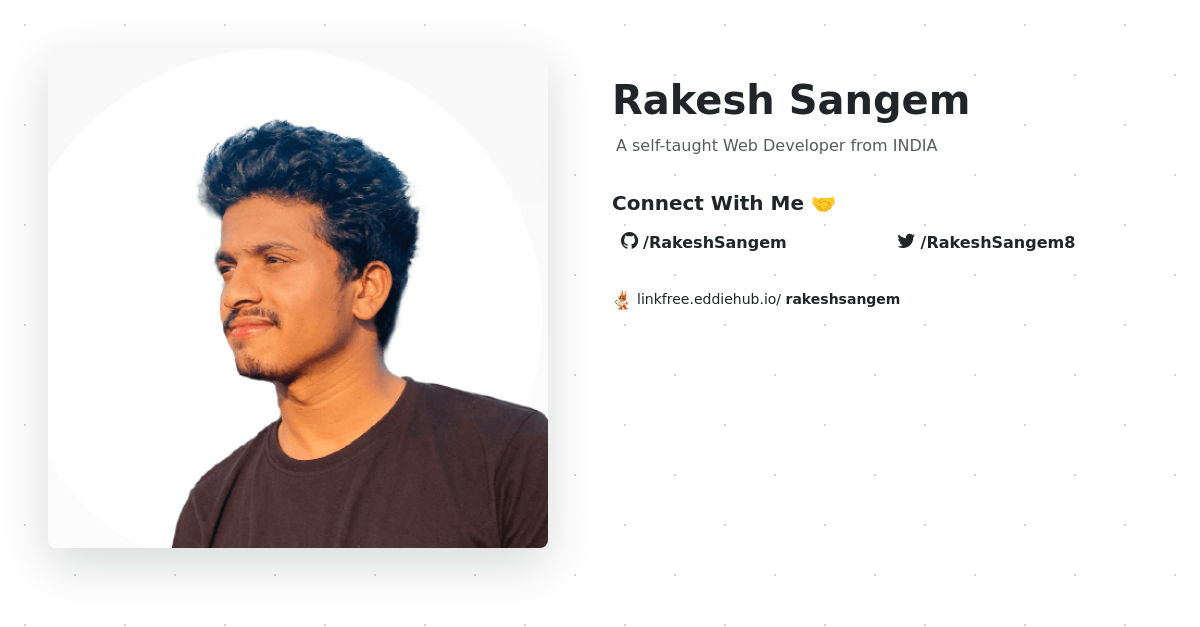 Rakesh Sangem
A self-taught Web Developer from INDIA
Connect With Me 🤝
/RakeshSangem /RakeshSangem8
linkfree.eddiehub.io/ rakeshsangem